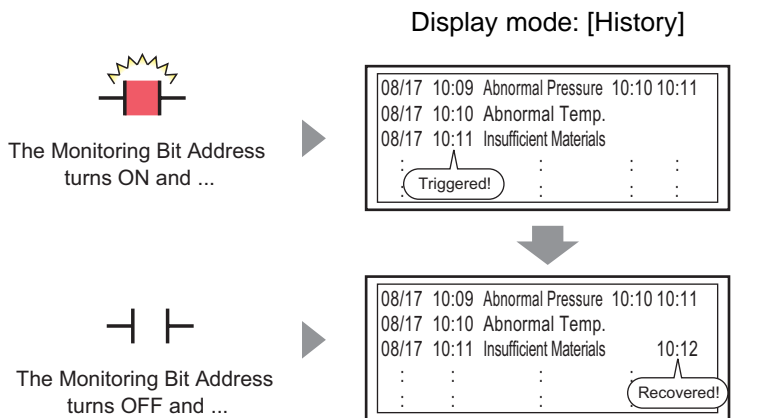 Display mode: [History]
08/17 10:09 Abnormal Pressure 10:10 10:11
08/17 10:10 Abnormal Temp.
08/17 10:11 Insufficient Materials
: : : :
Triggered!
: : : :
The Monitoring Bit Address
turns ON and ...
08/17 10:09 Abnormal Pressure 10:10 10:11
08/17 10:10 Abnormal Temp.
08/17 10:11 Insufficient Materials 10:12
: : : :
Recovered!
: : : :
The Monitoring Bit Address
turns OFF and ...